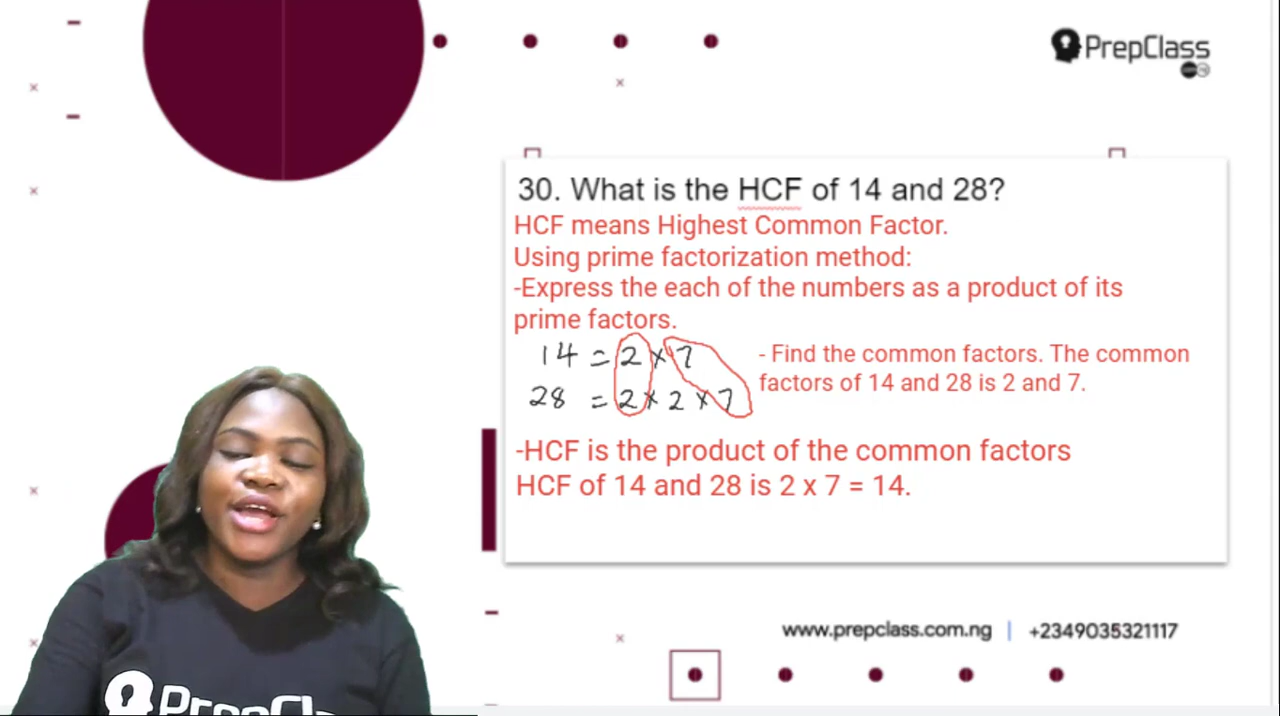 PrepClass
30. What is the HCF of 14 and 28?
HCF means Highest Common Factor.
Using prime factorization method:
-Express the each of the numbers as a product of its
prime factors.
14 = 2 x 7
28 = 2 x 2 x 7
- Find the common factors. The common
factors of 14 and 28 is 2 and 7.
-HCF is the product of the common factors
HCF of 14 and 28 is 2 x 7 = 14.
www.prepclass.com.ng | +2349035321117